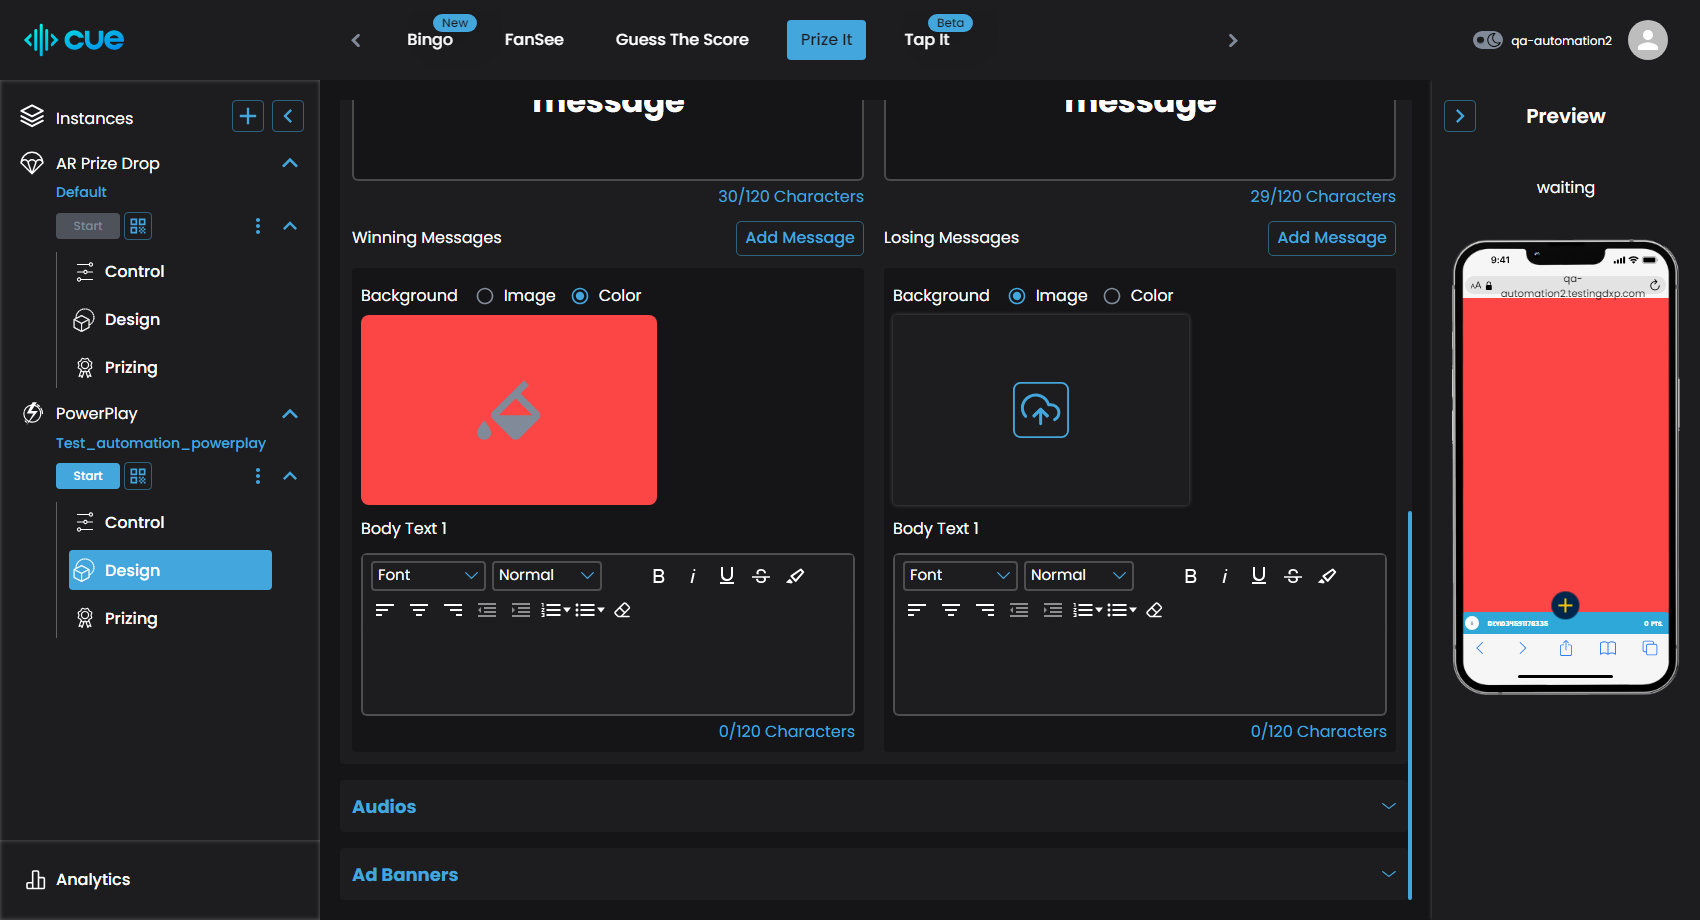 cue
Bingo
New
FanSee
Guess The Score
Prize It
Tap It
Beta
qa-automation2
Instances
AR Prize Drop
Default
Start
Control
Design
Prizing
PowerPlay
Test_automation_powerplay
Start
Control
Design
Prizing
Analytics
message
30/120 Characters
message
29/120 Characters
Winning Messages
Add Message
Losing Messages
Add Message
Background
Image
Color
Background
Image
Color
Body Text 1
Font
Normal
B i U S
0/120 Characters
Body Text 1
Font
Normal
B i U S
0/120 Characters
Audios
Ad Banners
Preview
waiting
9:41
AA
qa-
automation2.testingdxp.com
0 PTS.